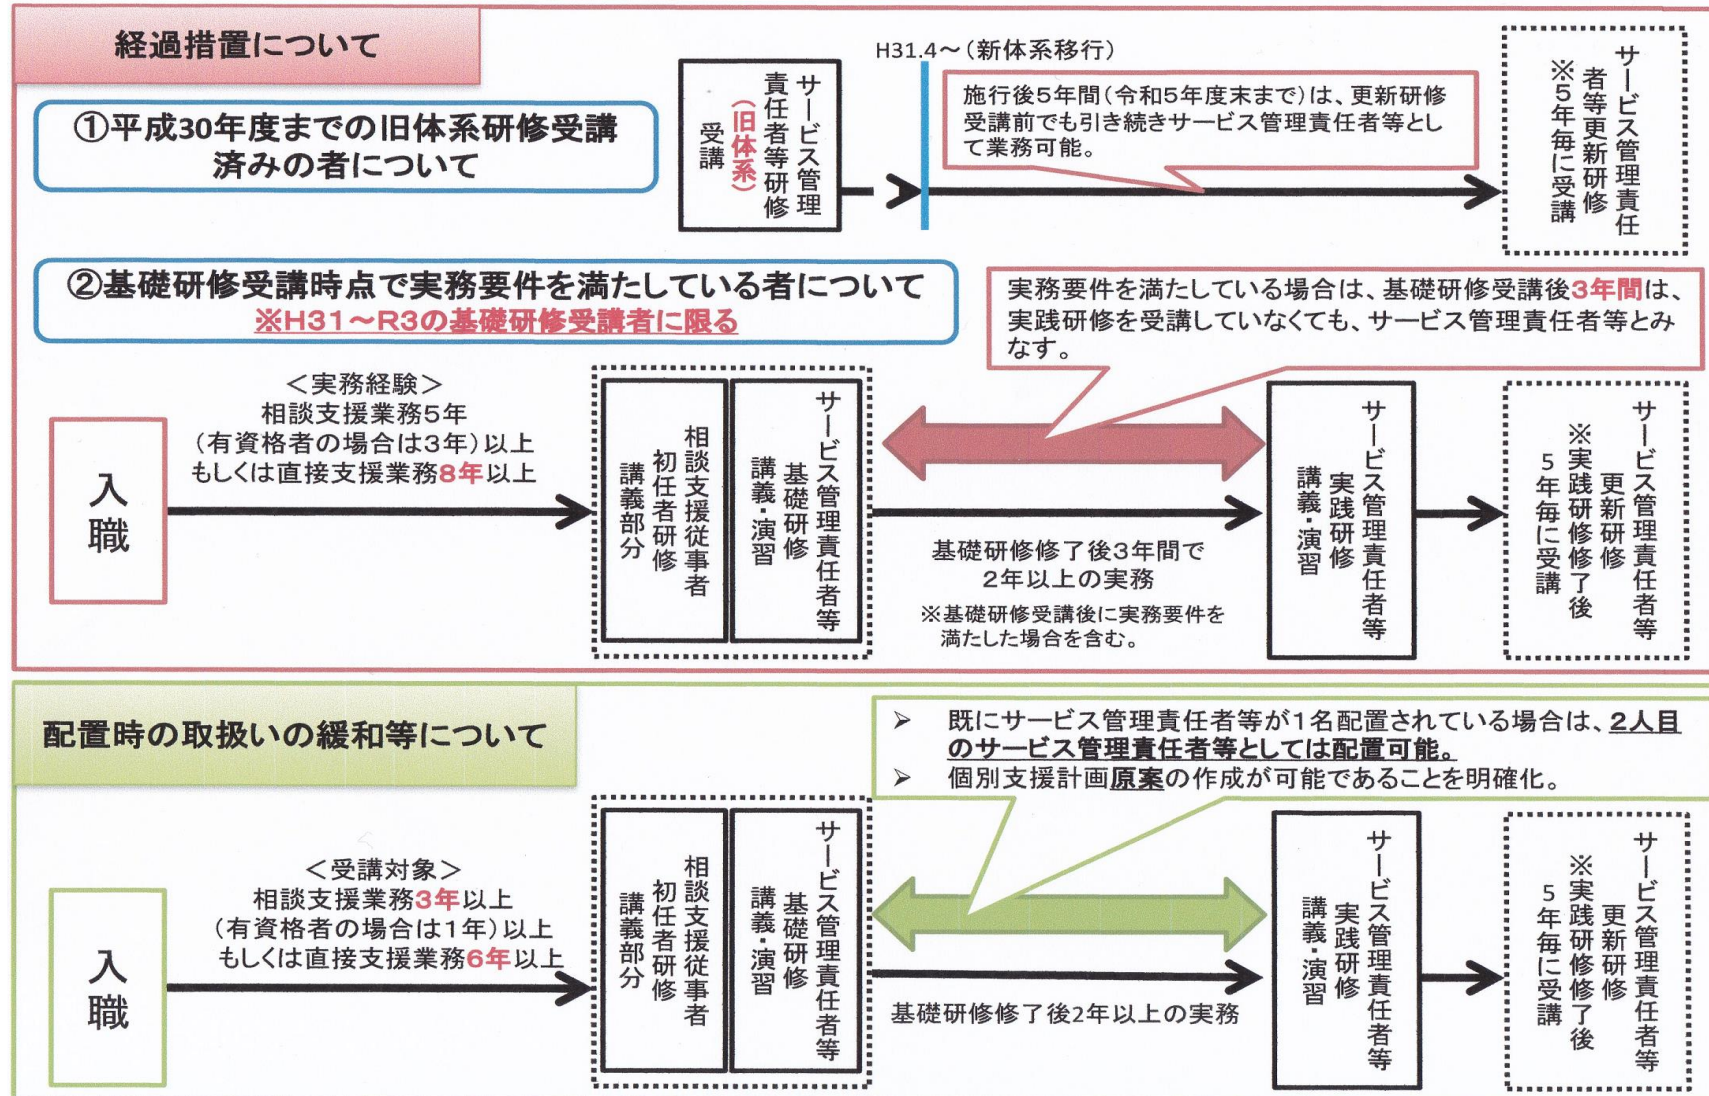 経過措置について
①平成30年度までの旧体系研修受講
済みの者について
サービス管理
責任者等研修
(旧体系)
受講
H31.4～(新体系移行)
施行後5年間(令和5年度末まで)は、更新研修
受講前でも引き続きサービス管理責任者等とし
て業務可能。
サービス管理責任
者等更新研修
※5年毎に受講
②基礎研修受講時点で実務要件を満たしている者について
※H31～R3の基礎研修受講者に限る
実務要件を満たしている場合は、基礎研修受講後3年間は、
実践研修を受講していなくても、サービス管理責任者等とみ
なす。
入職
＜実務経験＞
相談支援業務5年
(有資格者の場合は3年)以上
もしくは直接支援業務8年以上
相談支援従事者
初任者研修
講義部分
サービス管理責任者等
基礎研修
講義・演習
基礎研修修了後3年間で
2年以上の実務
※基礎研修受講後に実務要件を
満たした場合を含む。
サービス管理責任者等
実践研修
講義・演習
サービス管理責任者等
更新研修
※実践研修修了後
5年毎に受講
配置時の取扱いの緩和等について
➢ 既にサービス管理責任者等が1名配置されている場合は、2人目
のサービス管理責任者等としては配置可能。
➢ 個別支援計画原案の作成が可能であることを明確化。
入職
＜受講対象＞
相談支援業務3年以上
(有資格者の場合は1年)以上
もしくは直接支援業務6年以上
相談支援従事者
初任者研修
講義部分
サービス管理責任者等
基礎研修
講義・演習
基礎研修修了後2年以上の実務
サービス管理責任者等
実践研修
講義・演習
サービス管理責任者等
更新研修
※実践研修修了後
5年毎に受講